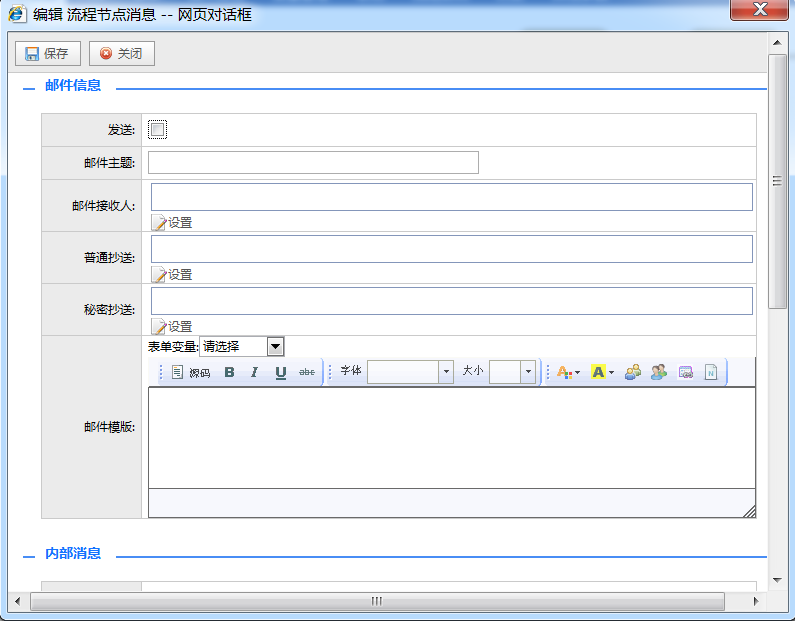 编辑 流程节点消息 -- 网页对话框
保存 关闭
邮件信息
发送:
邮件主题:
邮件接收人:
设置
普通抄送:
设置
秘密抄送:
设置
表单变量: 请选择
源码 B I U abc 字体 大小 A A
邮件模版:
内部消息